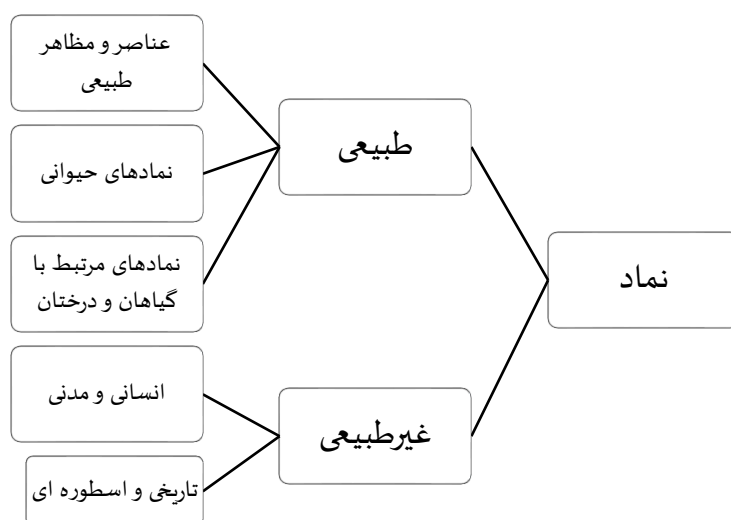 نماد
طبیعی
عناصر و مظاهر
طبیعی
نمادهای حیوانی
نمادهای مرتبط با
گیاهان و درختان
غیرطبیعی
انسانی و مدنی
تاریخی و اسطوره ای